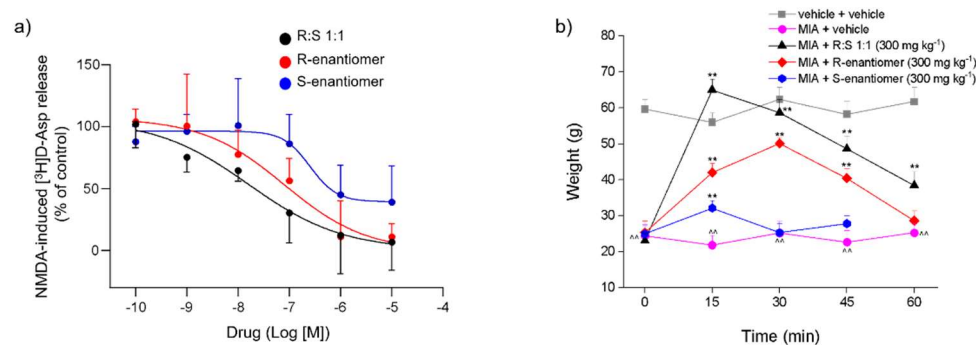 a)
R:S 1:1
R-enantiomer
S-enantiomer
NMDA-induced [³H]D-Asp release
(% of control)
150
100
50
0
-10
-9
-8
-7
-6
-5
-4
Drug (Log [M])
b)
vehicle + vehicle
MIA + vehicle
MIA + R:S 1:1 (300 mg kg⁻¹)
MIA + R-enantiomer (300 mg kg⁻¹)
MIA + S-enantiomer (300 mg kg⁻¹)
Weight (g)
80
70
60
50
40
30
20
10
**
**
**
**
**
**
**
**
^^
^^
^^
^^
^^
0
15
30
45
60
Time (min)